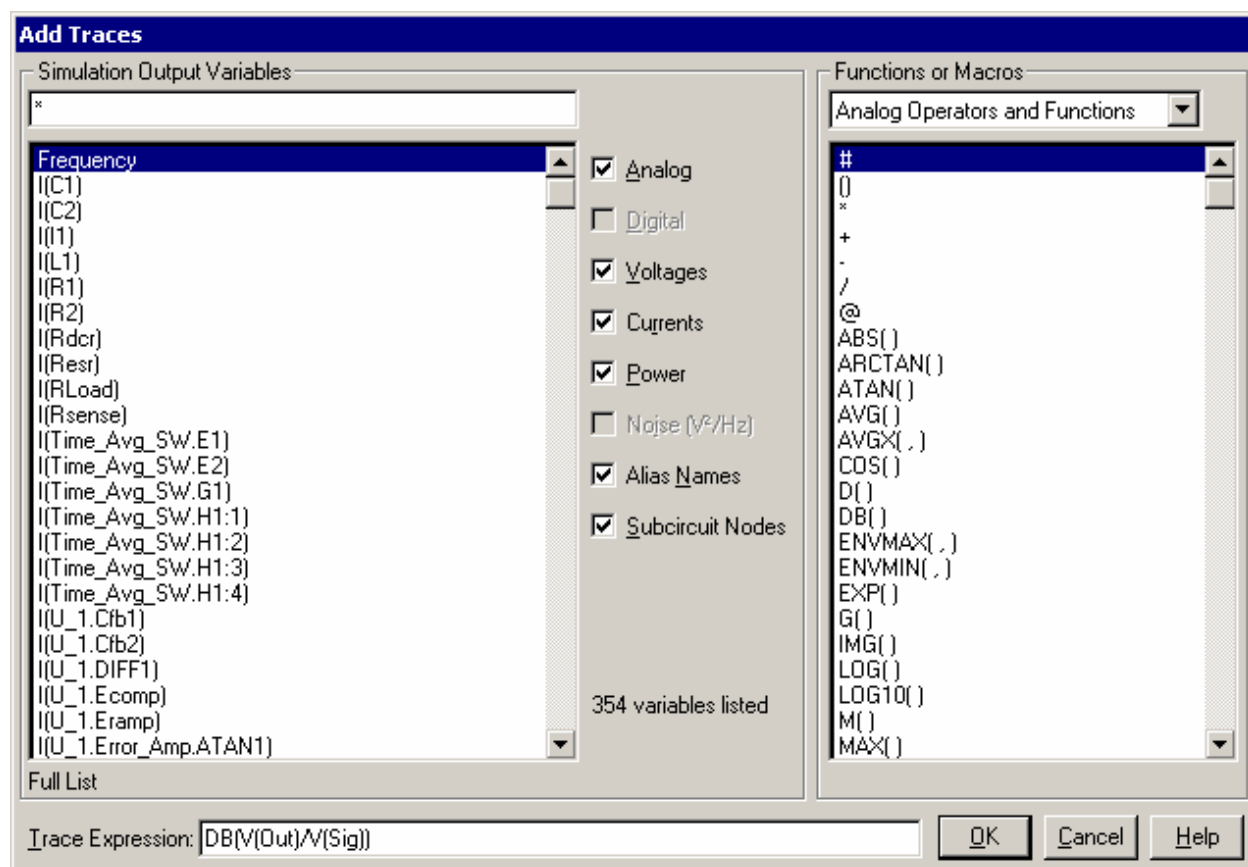 Add Traces
Simulation Output Variables
*
Frequency
I(C1)
I(C2)
I(I1)
I(L1)
I(R1)
I(R2)
I(Rdcr)
I(Resr)
I(RLoad)
I(Rsense)
I(Time_Avg_SW.E1)
I(Time_Avg_SW.E2)
I(Time_Avg_SW.G1)
I(Time_Avg_SW.H1:1)
I(Time_Avg_SW.H1:2)
I(Time_Avg_SW.H1:3)
I(Time_Avg_SW.H1:4)
I(U_1.Cfb1)
I(U_1.Cfb2)
I(U_1.DIFF1)
I(U_1.Ecomp)
I(U_1.Eramp)
I(U_1.Error_Amp.ATAN1)
Full List
Analog
Digital
Voltages
Currents
Power
Noise (V²/Hz)
Alias Names
Subcircuit Nodes
354 variables listed
Functions or Macros
Analog Operators and Functions
#
()
*
+
-
/
@
ABS( )
ARCTAN( )
ATAN( )
AVG( )
AVGX( , )
COS( )
D( )
DB( )
ENVMAX( , )
ENVMIN( , )
EXP( )
G( )
IMG( )
LOG( )
LOG10( )
M( )
MAX( )
Trace Expression: DB(V(Out)/V(Sig))
OK Cancel Help